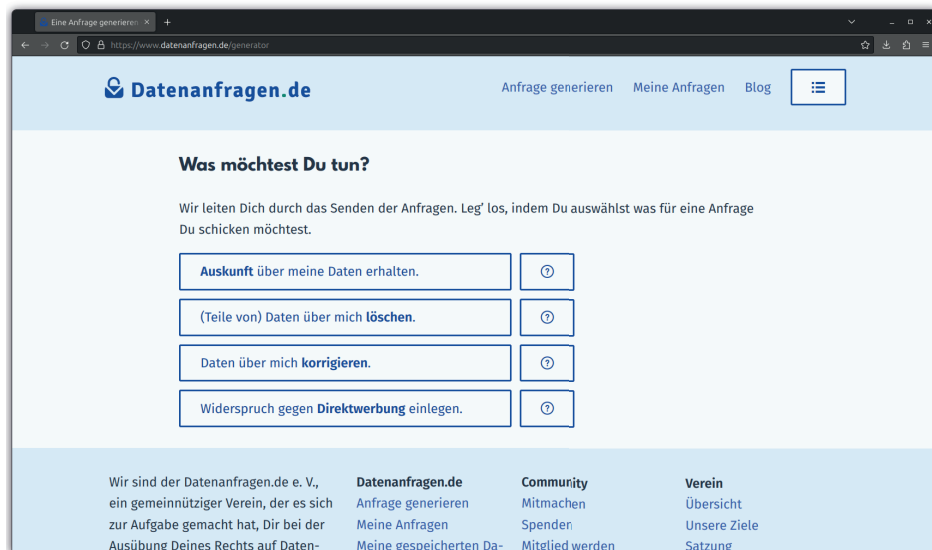 Eine Anfrage generieren
https://www.datenanfragen.de/generator
Datenanfragen.de
Anfrage generieren Meine Anfragen Blog
Was möchtest Du tun?
Wir leiten Dich durch das Senden der Anfragen. Leg’ los, indem Du auswählst was für eine Anfrage
Du schicken möchtest.
Auskunft über meine Daten erhalten.
(Teile von) Daten über mich löschen.
Daten über mich korrigieren.
Widerspruch gegen Direktwerbung einlegen.
Wir sind der Datenanfragen.de e. V.,
ein gemeinnütziger Verein, der es sich
zur Aufgabe gemacht hat, Dir bei der
Ausübung Deines Rechts auf Daten-
Datenanfragen.de
Anfrage generieren
Meine Anfragen
Meine gespeicherten Da-
Community
Mitmachen
Spenden
Mitglied werden
Verein
Übersicht
Unsere Ziele
Satzung